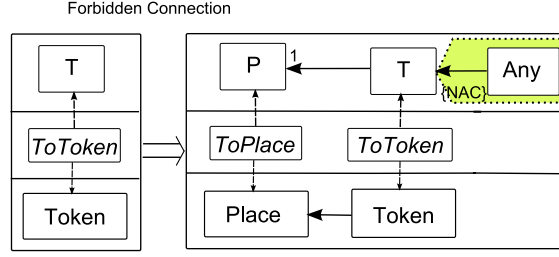 Forbidden Connection
T
ToToken
Token
P
1
T
Any
{NAC}
ToPlace
ToToken
Place
Token